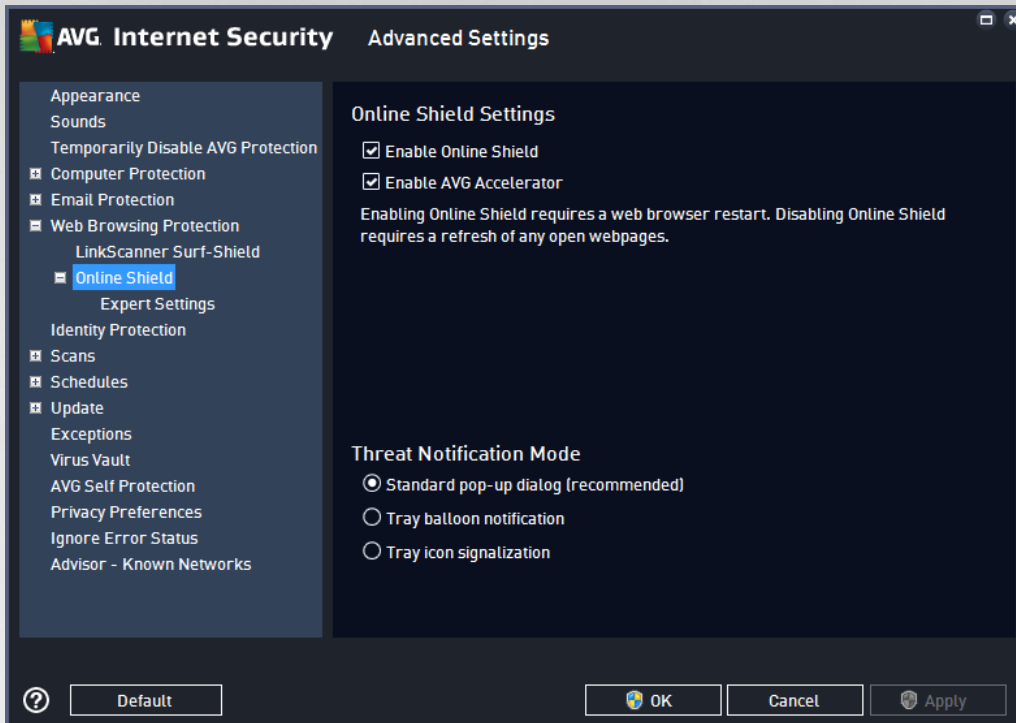 AVG. Internet Security Advanced Settings
Appearance
Sounds
Temporarily Disable AVG Protection
Computer Protection
Email Protection
Web Browsing Protection
LinkScanner Surf-Shield
Online Shield
Expert Settings
Identity Protection
Scans
Schedules
Update
Exceptions
Virus Vault
AVG Self Protection
Privacy Preferences
Ignore Error Status
Advisor - Known Networks
Online Shield Settings
Enable Online Shield
Enable AVG Accelerator
Enabling Online Shield requires a web browser restart. Disabling Online Shield
requires a refresh of any open webpages.
Threat Notification Mode
Standard pop-up dialog (recommended)
Tray balloon notification
Tray icon signalization
? Default OK Cancel Apply